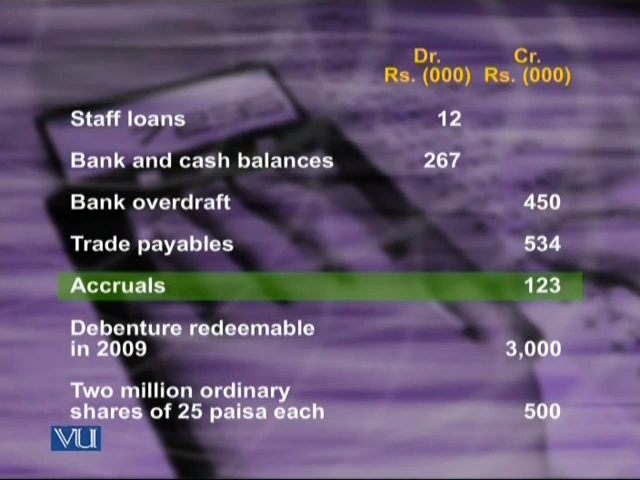 Dr. Cr.
Rs. (000) Rs. (000)
Staff loans 12
Bank and cash balances 267
Bank overdraft 450
Trade payables 534
Accruals 123
Debenture redeemable
in 2009 3,000
Two million ordinary
shares of 25 paisa each 500
VU